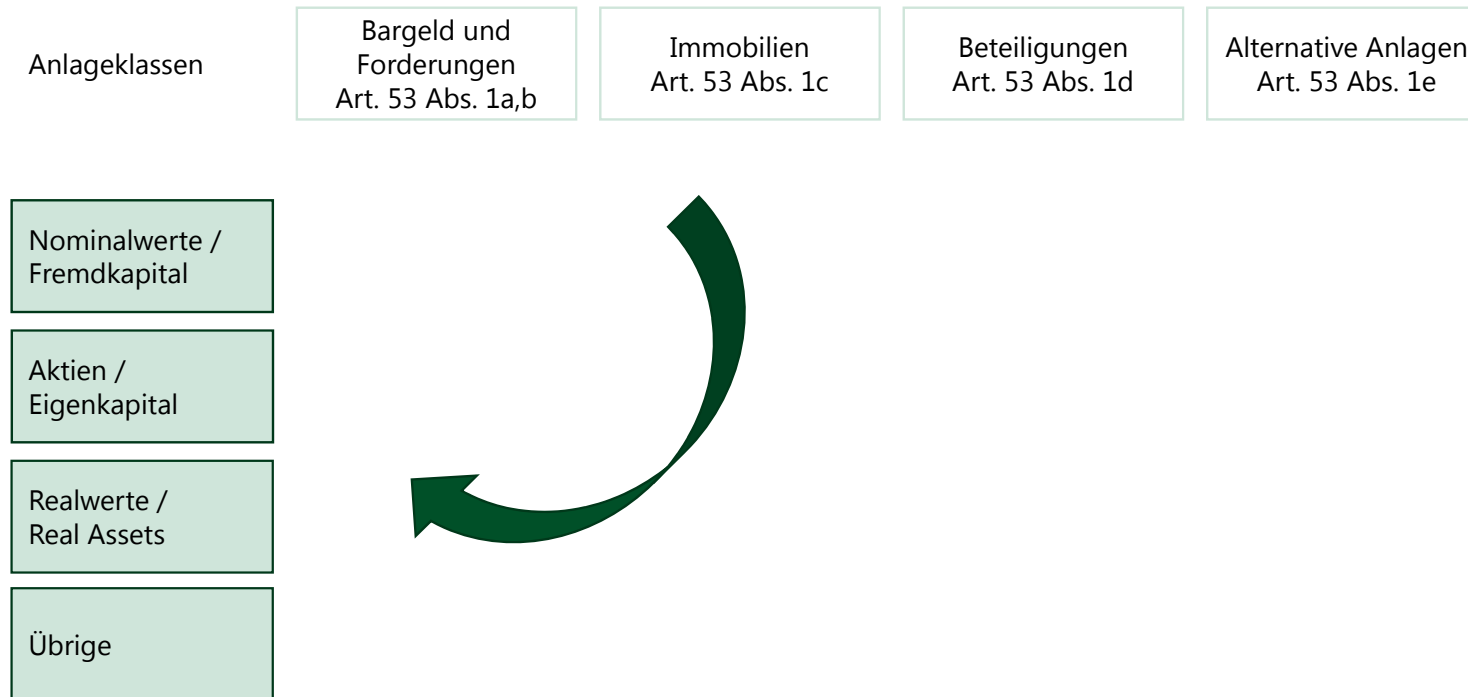 Anlageklassen
Bargeld und
Forderungen
Art. 53 Abs. 1a,b
Immobilien
Art. 53 Abs. 1c
Beteiligungen
Art. 53 Abs. 1d
Alternative Anlagen
Art. 53 Abs. 1e
Nominalwerte /
Fremdkapital
Aktien /
Eigenkapital
Realwerte /
Real Assets
Übrige